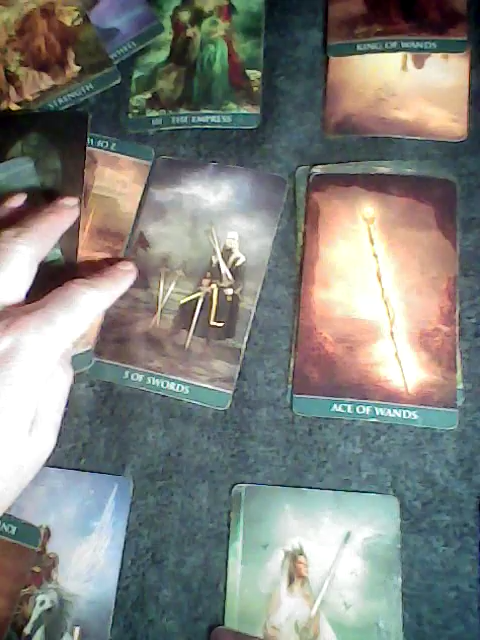 STRENGTH
III THE EMPRESS
KING OF WANDS
5 OF SWORDS
ACE OF WANDS